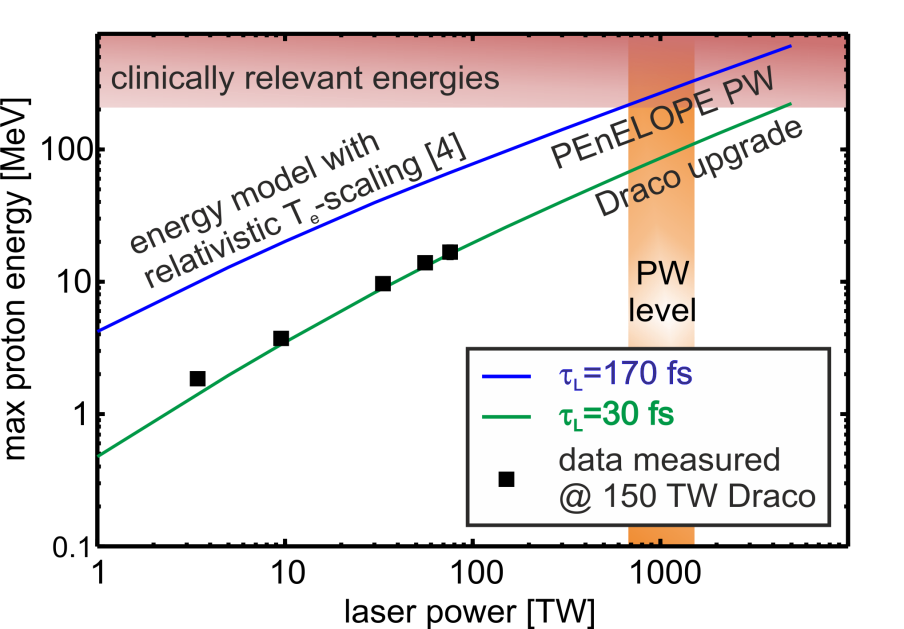 clinically relevant energies
energy model with
relativistic Te-scaling [4]
PEnELOPE PW
Draco upgrade
PW
level
τL=170 fs
τL=30 fs
data measured
@ 150 TW Draco
max proton energy [MeV]
100
10
1
0.1
1
10
100
1000
laser power [TW]